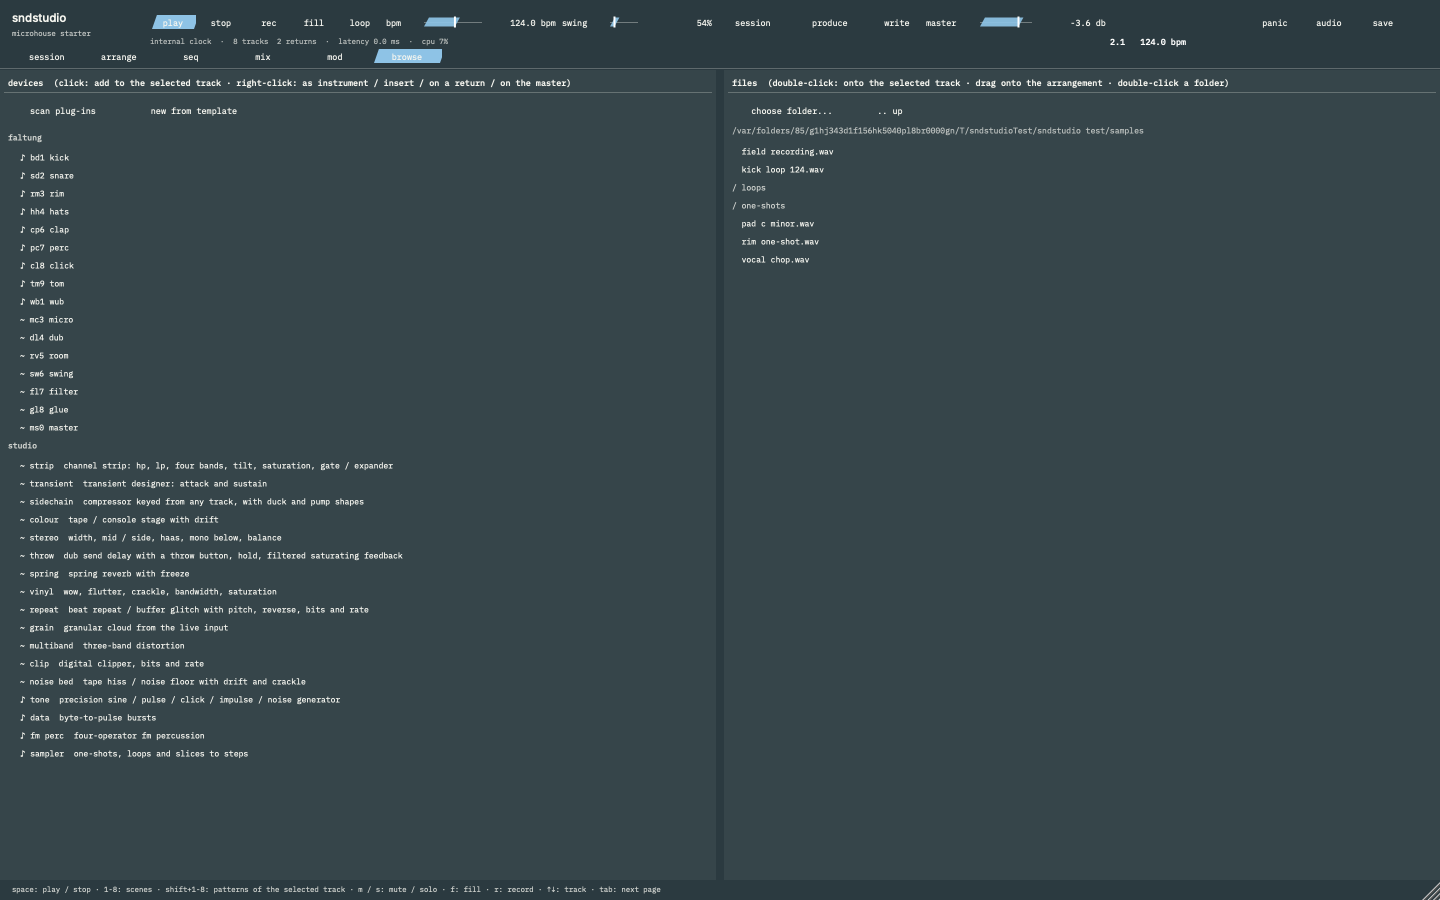 sndstudio
microhouse starter
play stop rec fill loop bpm 124.0 bpm swing 54% session produce write master -3.6 db panic audio save
internal clock · 8 tracks 2 returns · latency 0.0 ms · cpu 7% 2.1 124.0 bpm
session arrange seq mix mod browse
devices (click: add to the selected track · right-click: as instrument / insert / on a return / on the master)
scan plug-ins new from template
faltung
♪ bd1 kick
♪ sd2 snare
♪ rm3 rim
♪ hh4 hats
♪ cp6 clap
♪ pc7 perc
♪ cl8 click
♪ tm9 tom
♪ wb1 wub
~ mc3 micro
~ dl4 dub
~ rv5 room
~ sw6 swing
~ fl7 filter
~ gl8 glue
~ ms0 master
studio
~ strip channel strip: hp, lp, four bands, tilt, saturation, gate / expander
~ transient transient designer: attack and sustain
~ sidechain compressor keyed from any track, with duck and pump shapes
~ colour tape / console stage with drift
~ stereo width, mid / side, haas, mono below, balance
~ throw dub send delay with a throw button, hold, filtered saturating feedback
~ spring spring reverb with freeze
~ vinyl wow, flutter, crackle, bandwidth, saturation
~ repeat beat repeat / buffer glitch with pitch, reverse, bits and rate
~ grain granular cloud from the live input
~ multiband three-band distortion
~ clip digital clipper, bits and rate
~ noise bed tape hiss / noise floor with drift and crackle
♪ tone precision sine / pulse / click / impulse / noise generator
♪ data byte-to-pulse bursts
♪ fm perc four-operator fm percussion
♪ sampler one-shots, loops and slices to steps
files (double-click: onto the selected track · drag onto the arrangement · double-click a folder)
choose folder... .. up
/var/folders/85/g1hj343d1f156hk5040pl8br0000gn/T/sndstudioTest/sndstudio test/samples
field recording.wav
kick loop 124.wav
/ loops
/ one-shots
pad c minor.wav
rim one-shot.wav
vocal chop.wav
space: play / stop · 1-8: scenes · shift+1-8: patterns of the selected track · m / s: mute / solo · f: fill · r: record · ↑↓: track · tab: next page